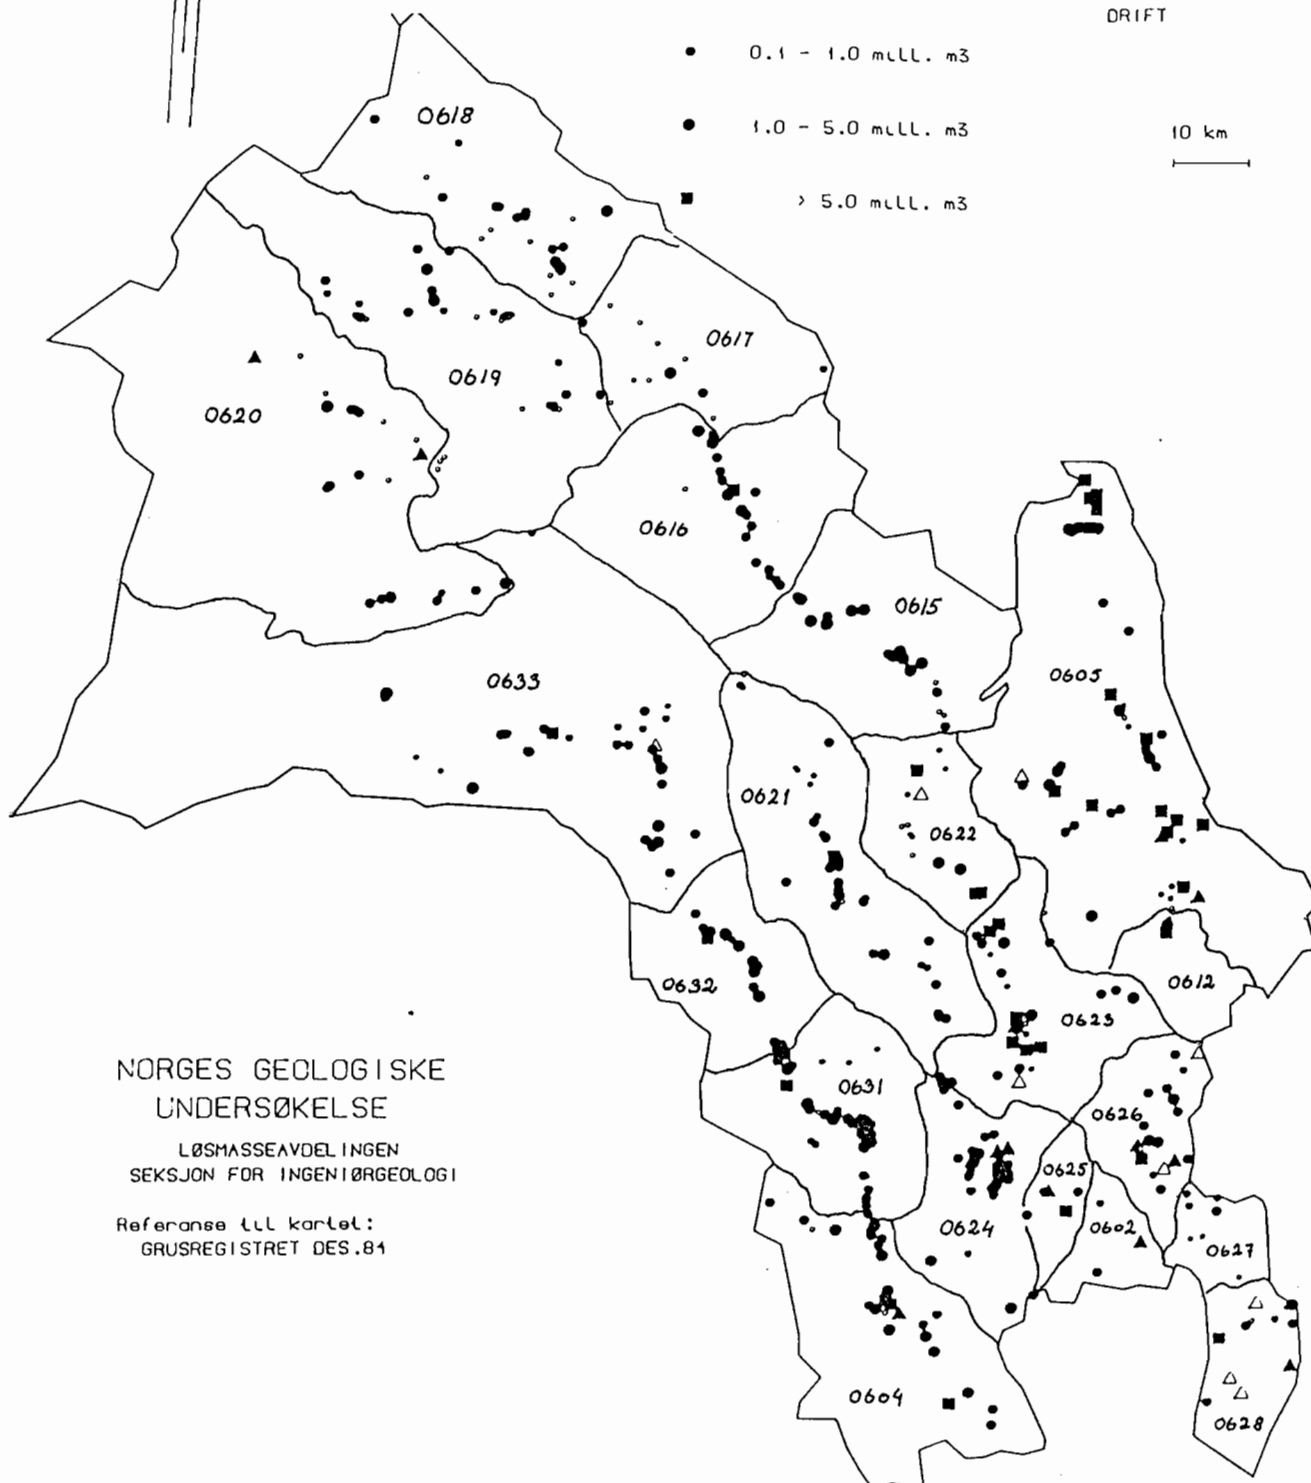 DRIFT
0.1 - 1.0 mill. m3
1.0 - 5.0 mill. m3
10 km
> 5.0 mill. m3
0618
0617
0619
0620
0616
0615
0605
0633
0621
0622
0632
0612
0623
0631
0626
0625
0624
0602
0627
0604
0628
NORGES GEOLOGISKE
UNDERSØKELSE
LØSMASSEAVDELINGEN
SEKSJON FOR INGENIØRGEOLOGI
Referanse til kartet:
GRUSREGISTRET DES.84